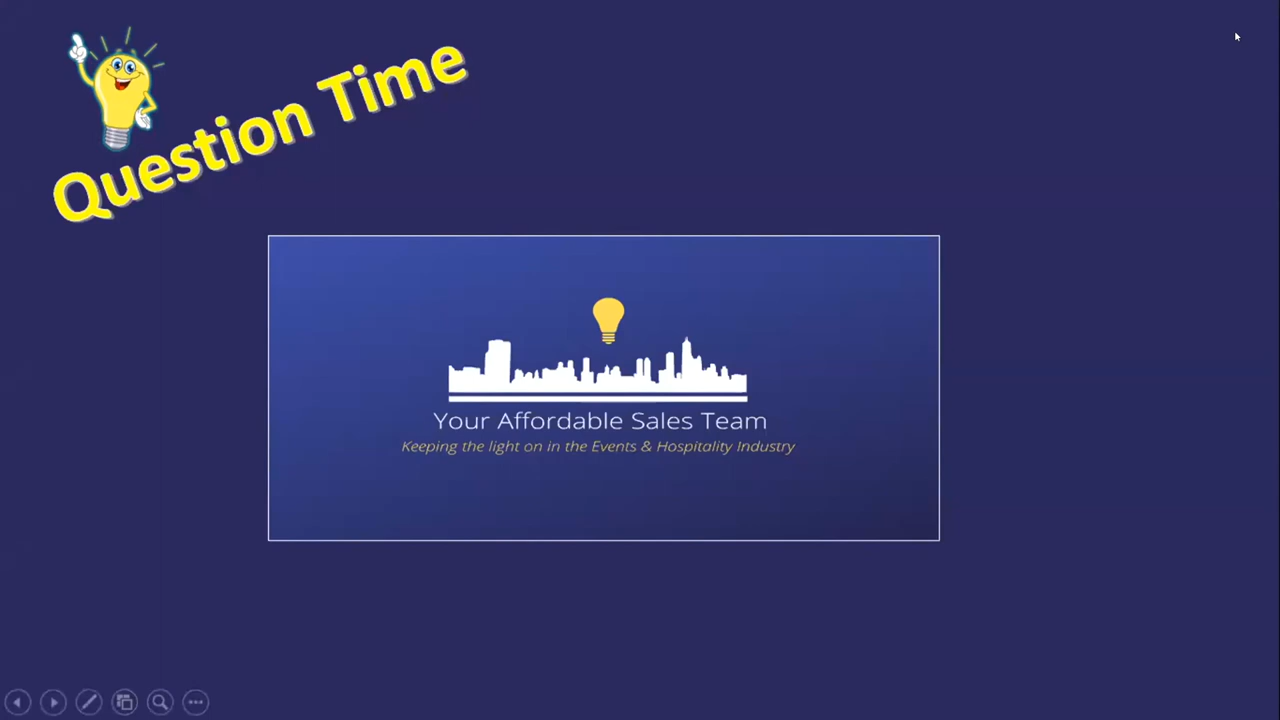 Question Time
Your Affordable Sales Team
Keeping the light on in the Events & Hospitality Industry